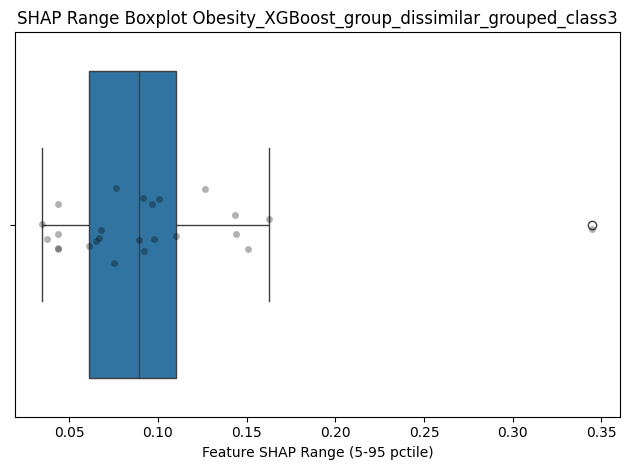 SHAP Range Boxplot Obesity_XGBoost_group_dissimilar_grouped_class3
0.05 0.10 0.15 0.20 0.25 0.30 0.35
Feature SHAP Range (5-95 pctile)